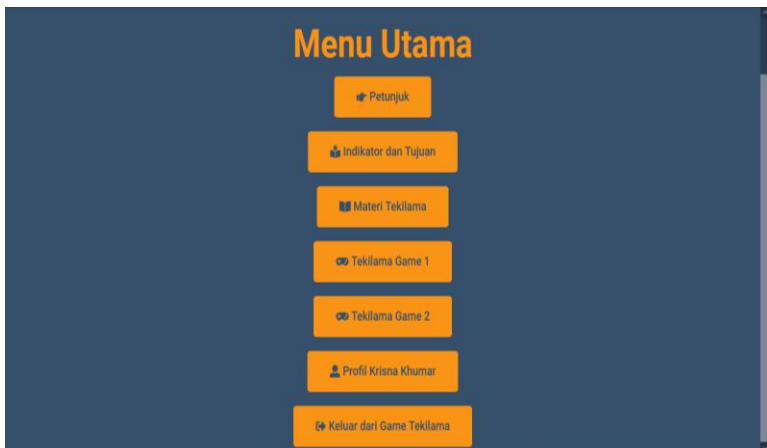 Menu Utama
Petunjuk
Indikator dan Tujuan
Materi Tekilama
Tekilama Game 1
Tekilama Game 2
Profil Krisna Khumar
Keluar dari Game Tekilama